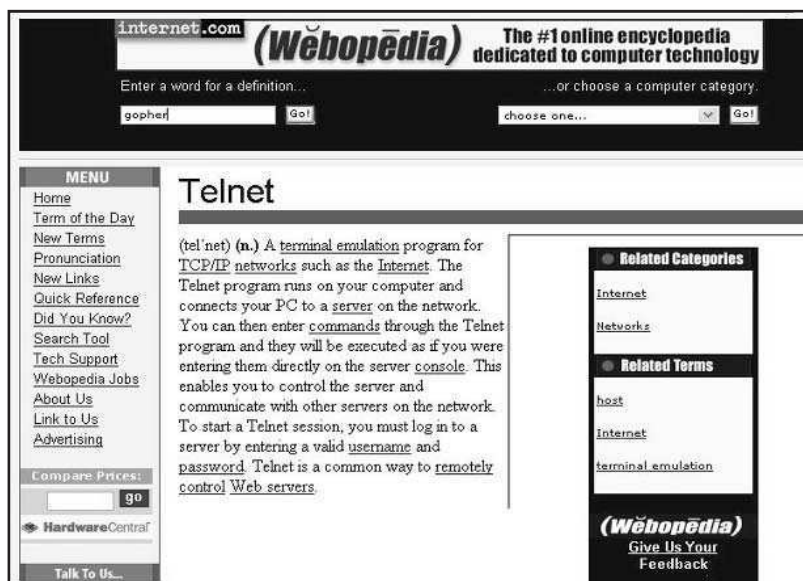 internet.com
(Wĕbopēdia)
The #1 online encyclopedia
dedicated to computer technology
Enter a word for a definition...
...or choose a computer category.
gopher
Go!
choose one...
Go!
MENU
Home
Term of the Day
New Terms
Pronunciation
New Links
Quick Reference
Did You Know?
Search Tool
Tech Support
Webopedia Jobs
About Us
Link to Us
Advertising
Compare Prices:
go
HardwareCentral
Talk To Us...
Telnet
(tel´net) (n.) A terminal emulation program for
TCP/IP networks such as the Internet. The
Telnet program runs on your computer and
connects your PC to a server on the network.
You can then enter commands through the Telnet
program and they will be executed as if you were
entering them directly on the server console. This
enables you to control the server and
communicate with other servers on the network.
To start a Telnet session, you must log in to a
server by entering a valid username and
password. Telnet is a common way to remotely
control Web servers.
Related Categories
Internet
Networks
Related Terms
host
Internet
terminal emulation
(Wĕbopēdia)
Give Us Your
Feedback